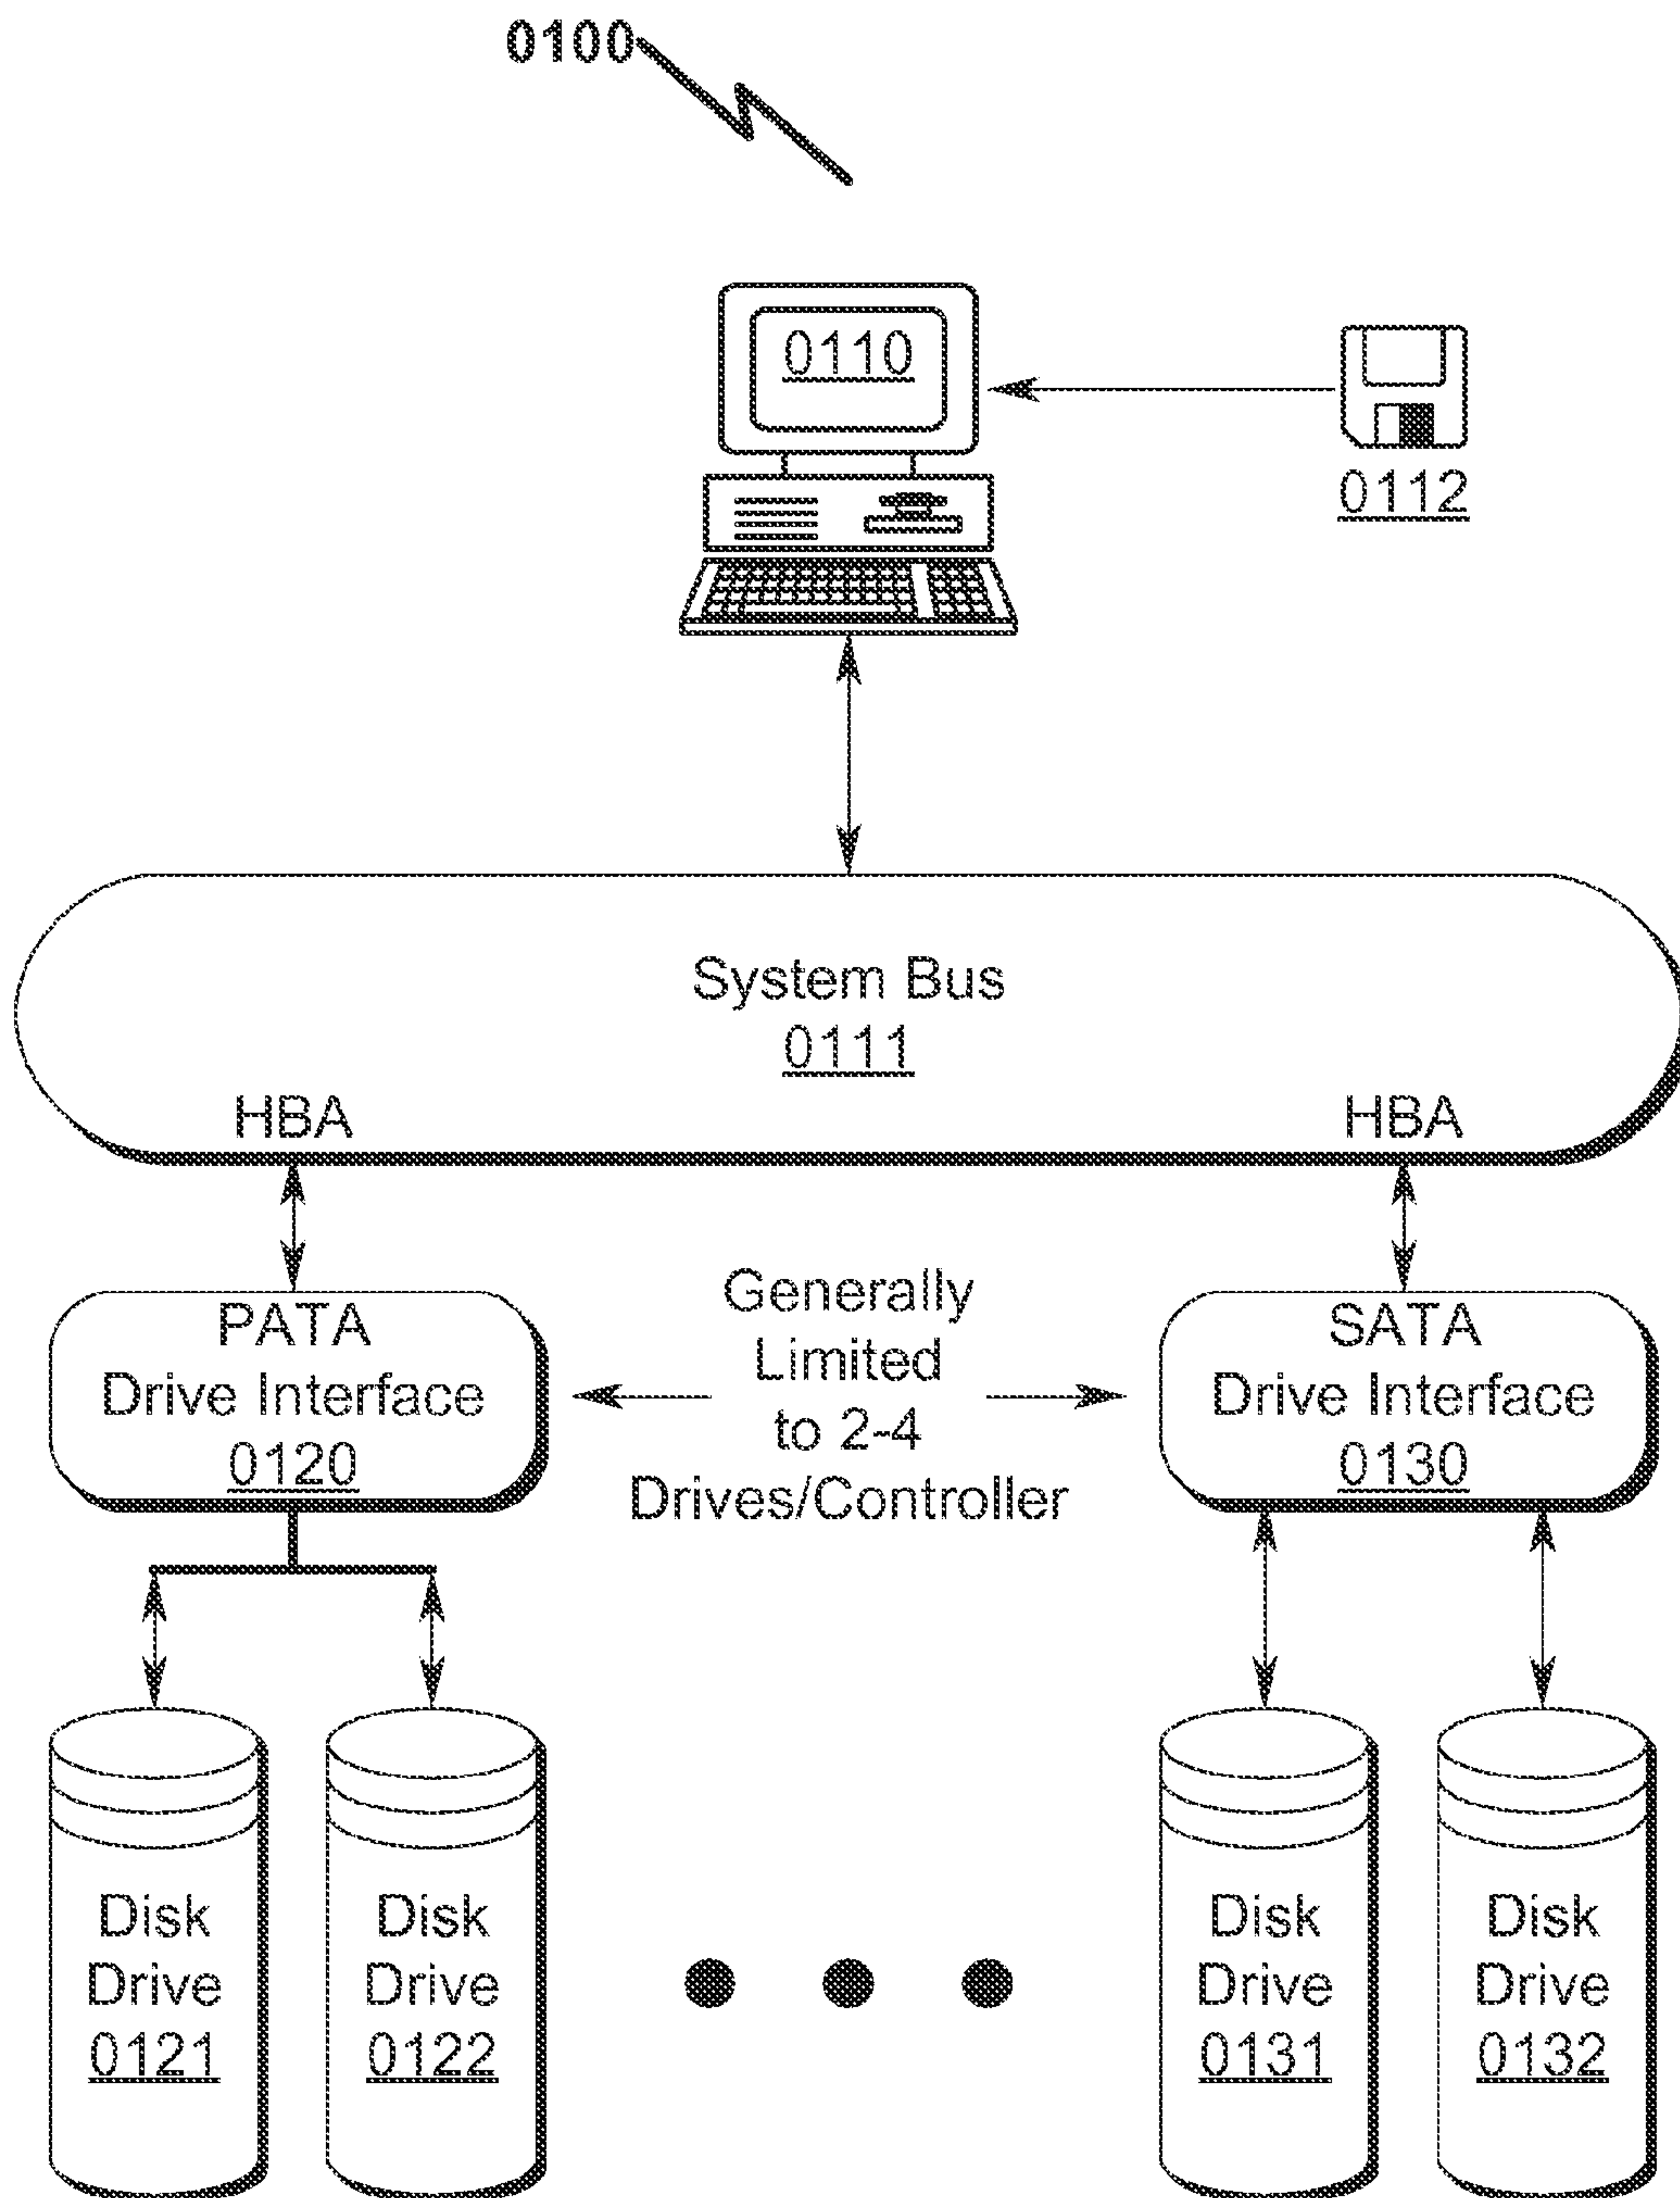 0100
0110
0112
System Bus
0111
HBA
HBA
PATA
Drive Interface
0120
Generally
Limited
to 2-4
Drives/Controller
SATA
Drive Interface
0130
Disk
Drive
0121
Disk
Drive
0122
Disk
Drive
0131
Disk
Drive
0132